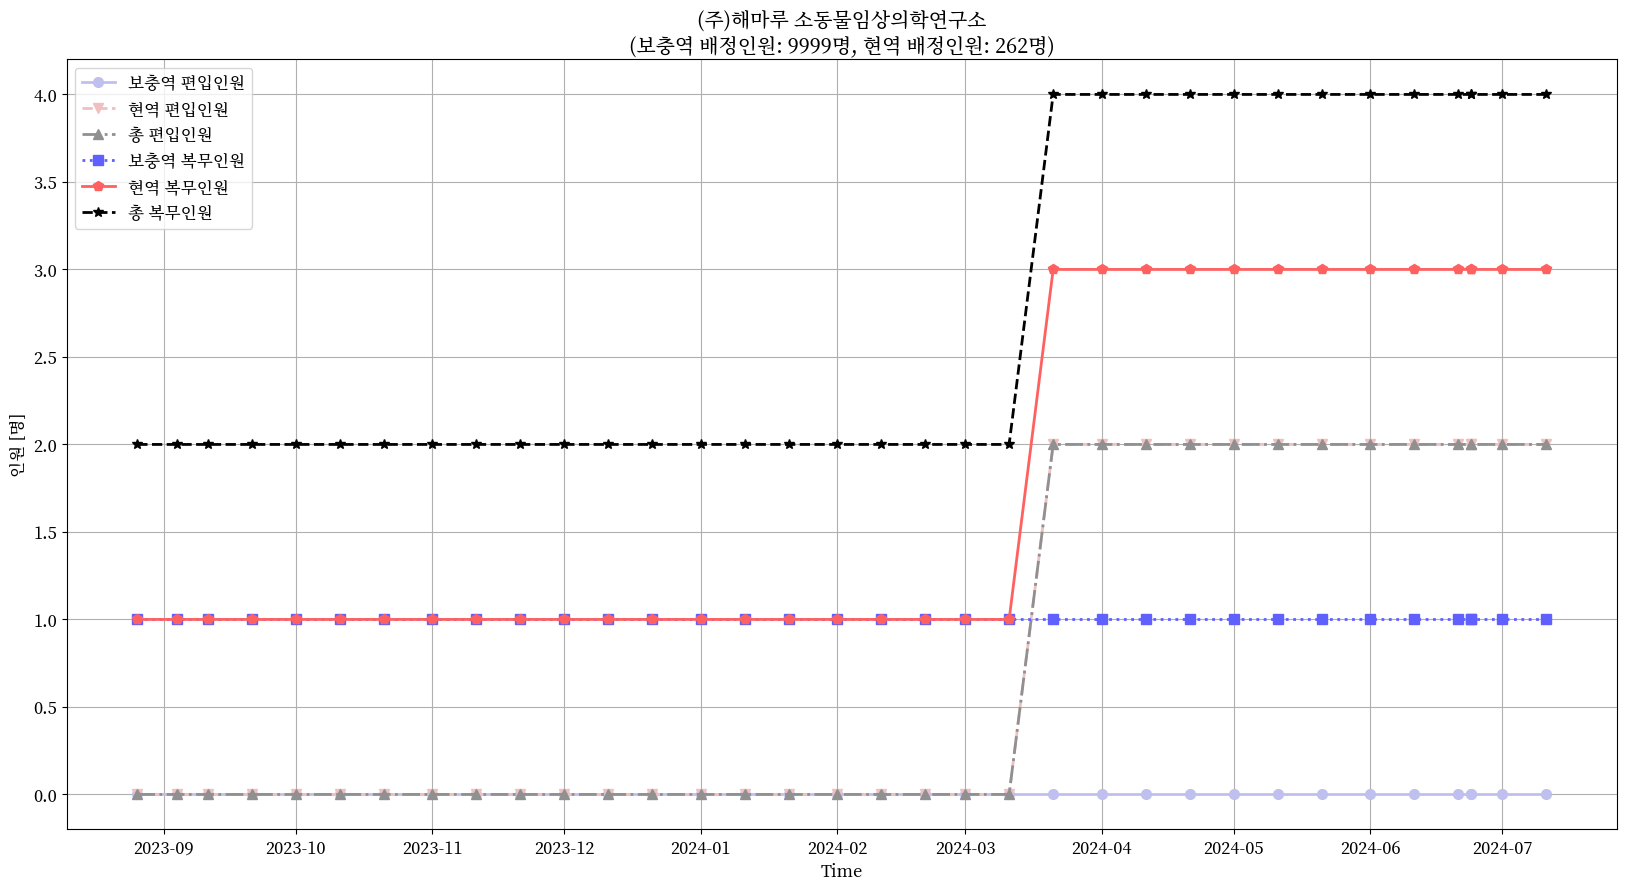 (주)해마루 소동물임상의학연구소
(보충역 배정인원: 9999명, 현역 배정인원: 262명)
보충역 편입인원
현역 편입인원
총 편입인원
보충역 복무인원
현역 복무인원
총 복무인원
4.0
3.5
3.0
2.5
2.0
1.5
1.0
0.5
0.0
인원 [명]
2023-09
2023-10
2023-11
2023-12
2024-01
2024-02
2024-03
2024-04
2024-05
2024-06
2024-07
Time